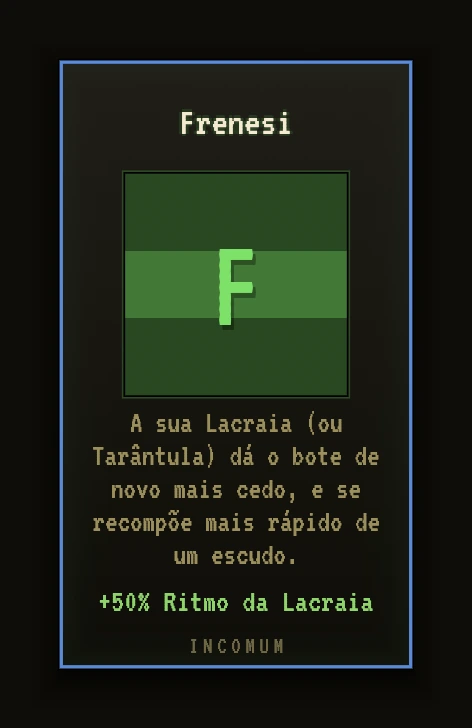 Frenesi
F
A sua Lacraia (ou
Tarântula) dá o bote de
novo mais cedo, e se
recompõe mais rápido de
um escudo.
+50% Ritmo da Lacraia
INCOMUM